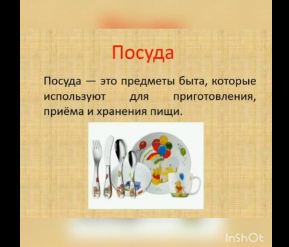 Посуда
Посуда — это предметы быта, которые
используют для приготовления,
приёма и хранения пищи.
InShOt